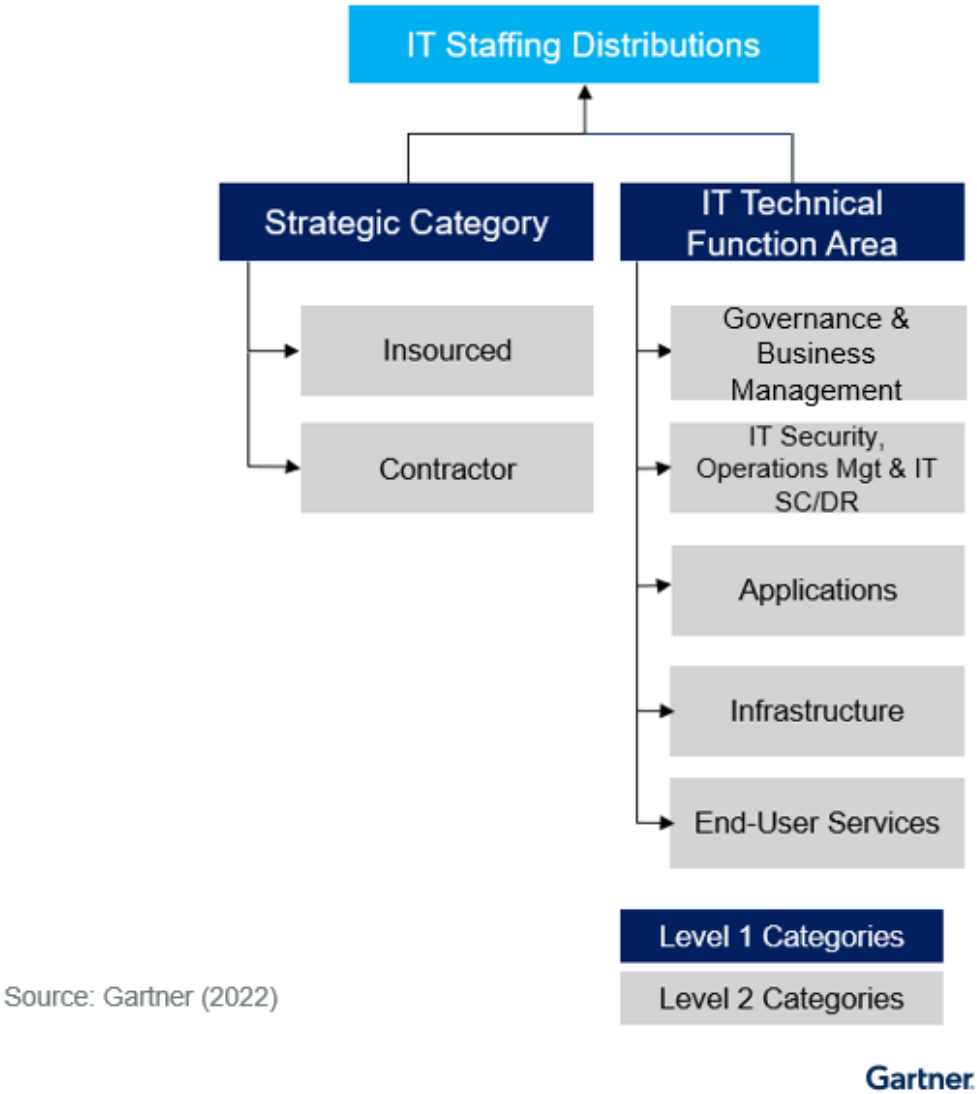 IT Staffing Distributions
Strategic Category
IT Technical
Function Area
Insourced
Contractor
Governance &
Business
Management
IT Security,
Operations Mgt & IT
SC/DR
Applications
Infrastructure
End-User Services
Level 1 Categories
Level 2 Categories
Source: Gartner (2022)
Gartner